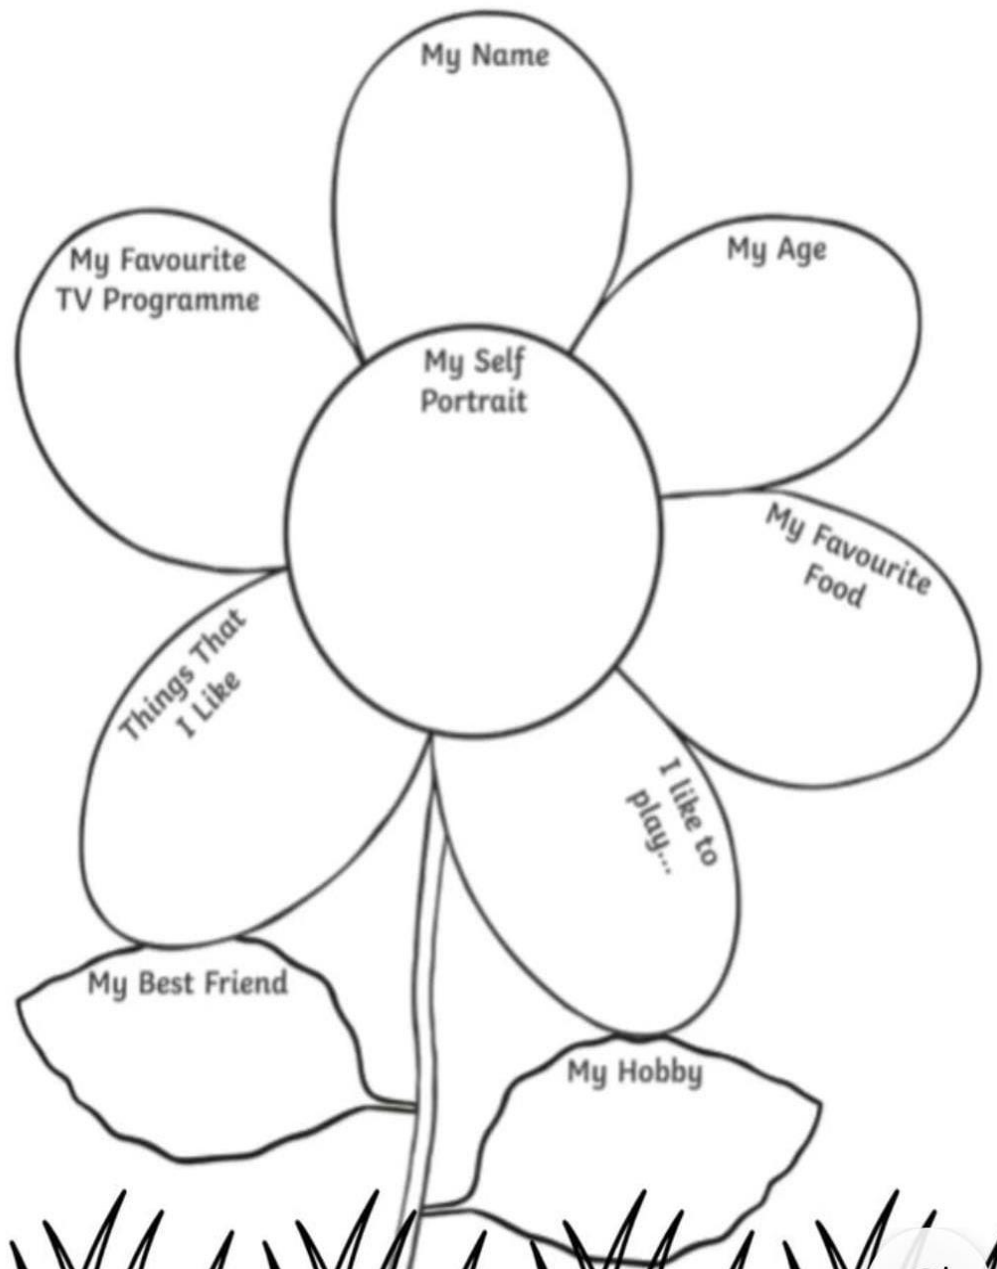 My Name
My Age
My Favourite
TV Programme
My Self
Portrait
My Favourite
Food
Things That
I Like
I like to
play...
My Best Friend
My Hobby